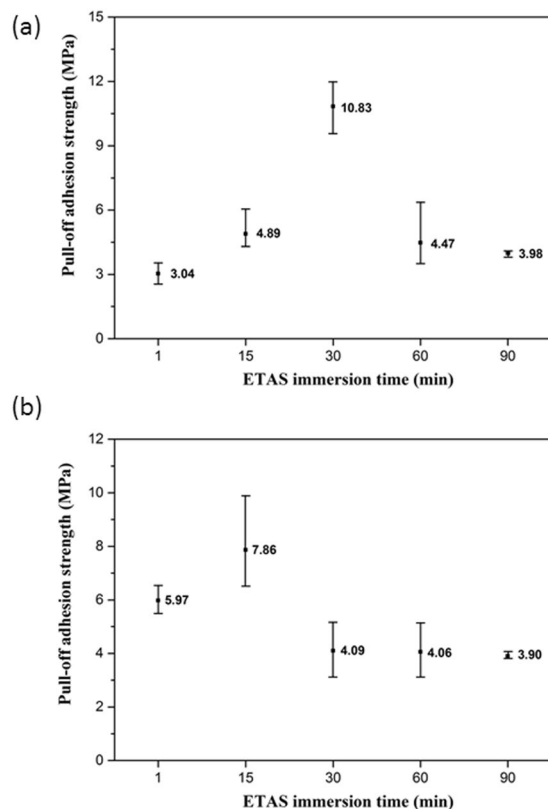 (a)
Pull-off adhesion strength (MPa)
15
12
9
6
3
0
3.04
4.89
10.83
4.47
3.98
1 15 30 60 90
ETAS immersion time (min)
(b)
Pull-off adhesion strength (MPa)
12
10
8
6
4
2
0
5.97
7.86
4.09
4.06
3.90
1 15 30 60 90
ETAS immersion time (min)